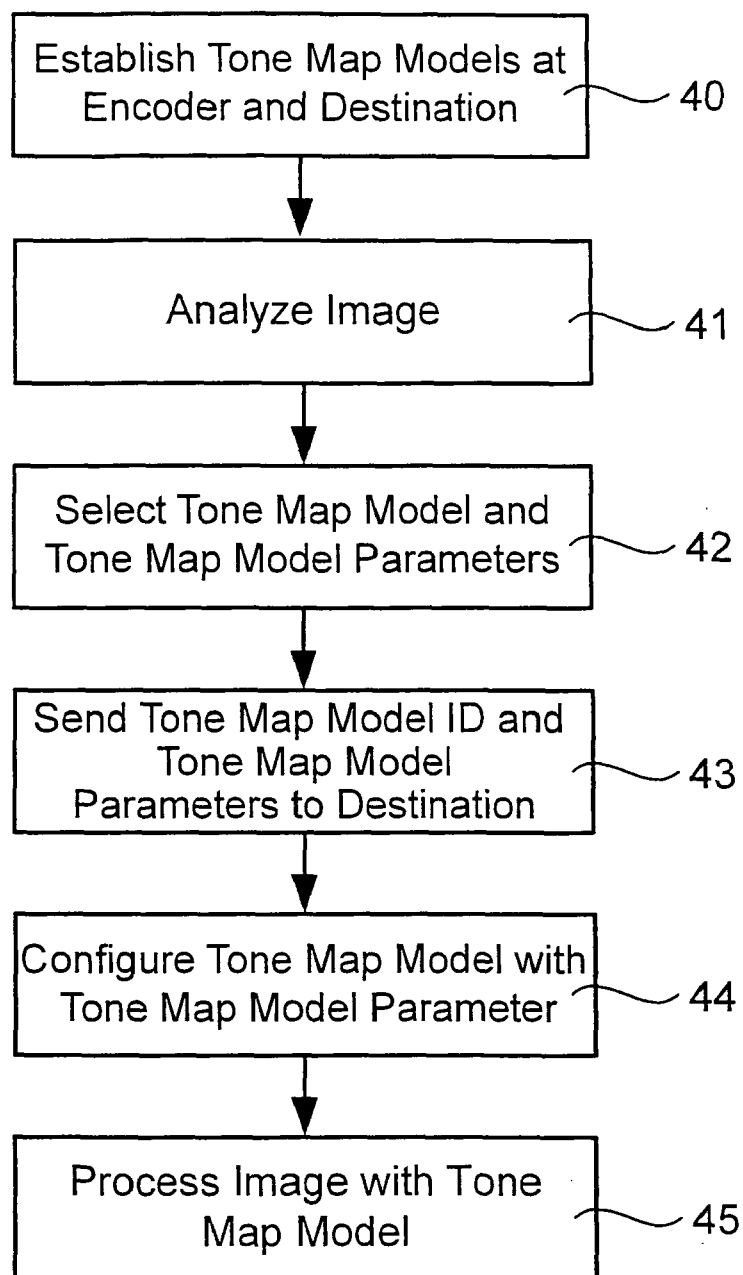 Establish Tone Map Models at
Encoder and Destination
40
Analyze Image
41
Select Tone Map Model and
Tone Map Model Parameters
42
Send Tone Map Model ID and
Tone Map Model
Parameters to Destination
43
Configure Tone Map Model with
Tone Map Model Parameter
44
Process Image with Tone
Map Model
45